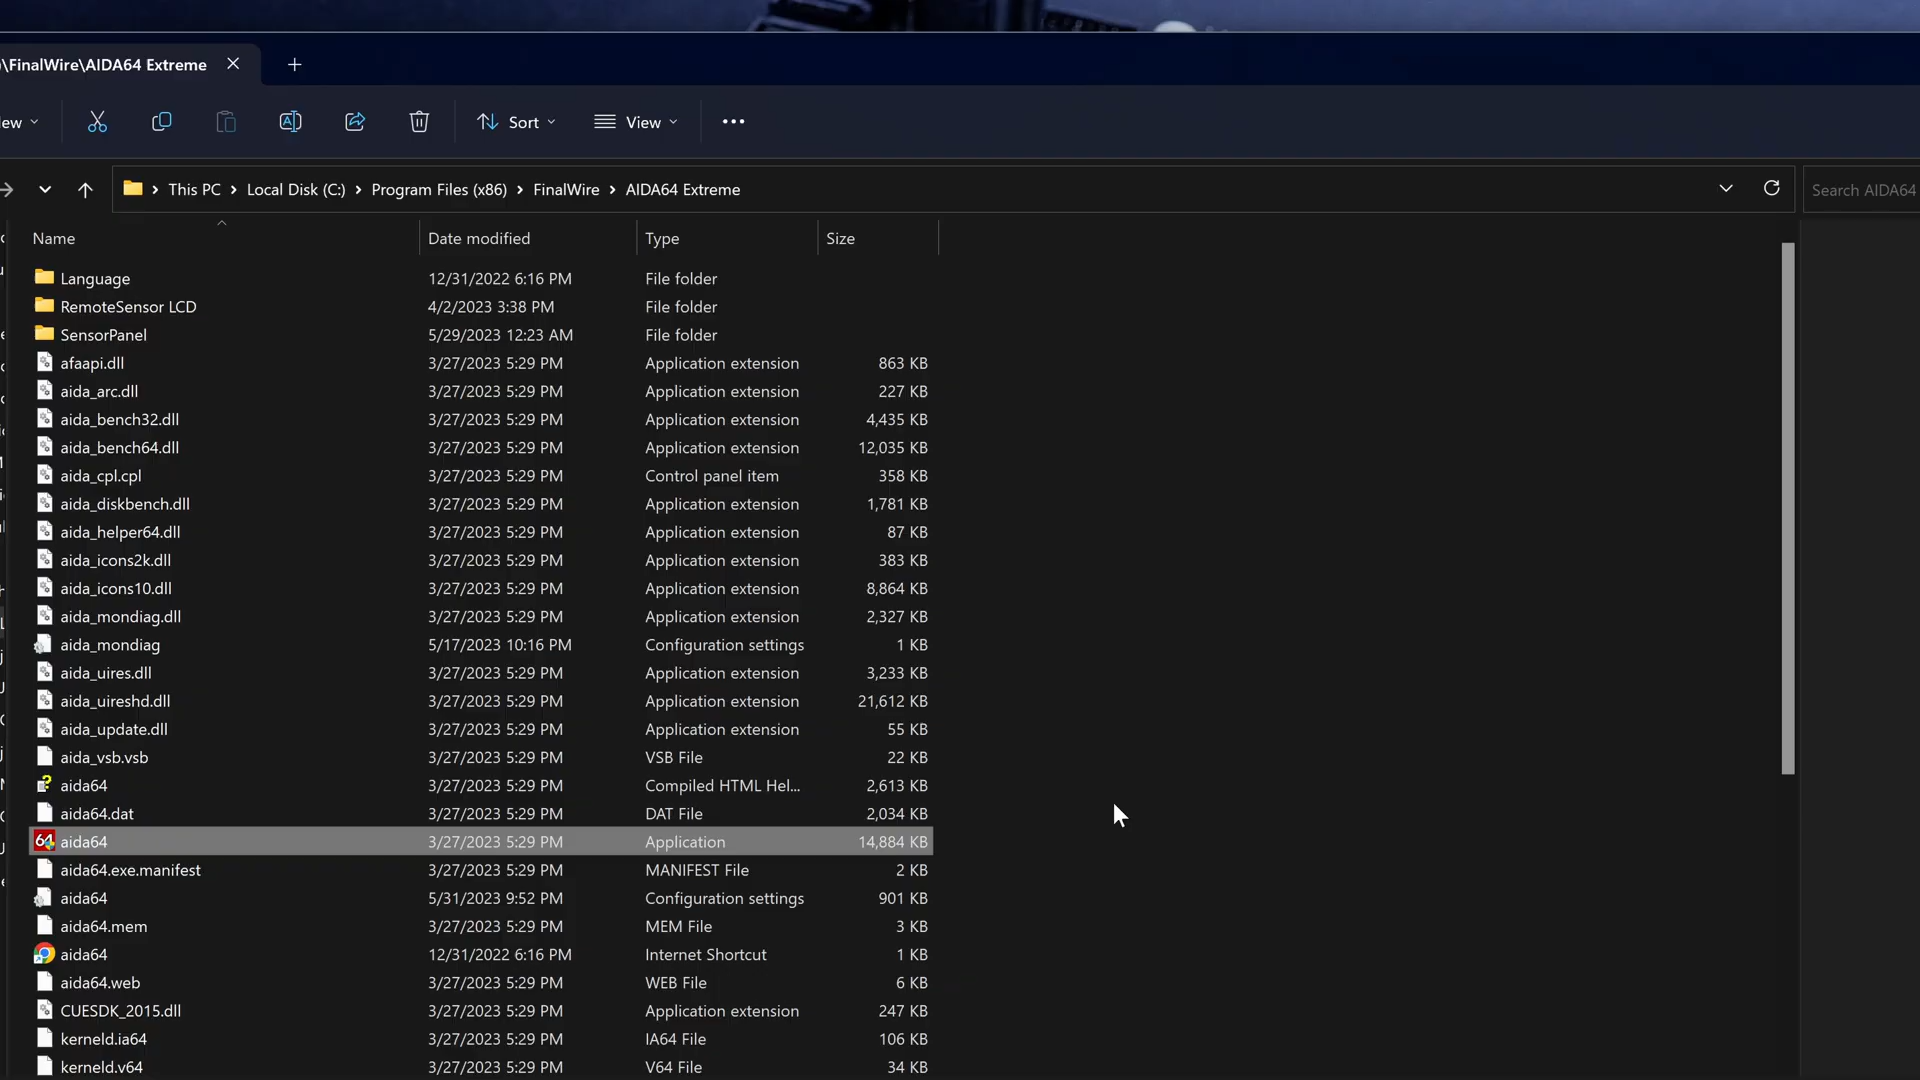 \FinalWire\AIDA64 Extreme
ew
Sort
View
This PC > Local Disk (C:) > Program Files (x86) > FinalWire > AIDA64 Extreme
Search AIDA64
Name Date modified Type Size
Language 12/31/2022 6:16 PM File folder
RemoteSensor LCD 4/2/2023 3:38 PM File folder
SensorPanel 5/29/2023 12:23 AM File folder
afaapi.dll 3/27/2023 5:29 PM Application extension 863 KB
aida_arc.dll 3/27/2023 5:29 PM Application extension 227 KB
aida_bench32.dll 3/27/2023 5:29 PM Application extension 4,435 KB
aida_bench64.dll 3/27/2023 5:29 PM Application extension 12,035 KB
aida_cpl.cpl 3/27/2023 5:29 PM Control panel item 358 KB
aida_diskbench.dll 3/27/2023 5:29 PM Application extension 1,781 KB
aida_helper64.dll 3/27/2023 5:29 PM Application extension 87 KB
aida_icons2k.dll 3/27/2023 5:29 PM Application extension 383 KB
aida_icons10.dll 3/27/2023 5:29 PM Application extension 8,864 KB
aida_mondiag.dll 3/27/2023 5:29 PM Application extension 2,327 KB
aida_mondiag 5/17/2023 10:16 PM Configuration settings 1 KB
aida_uires.dll 3/27/2023 5:29 PM Application extension 3,233 KB
aida_uireshd.dll 3/27/2023 5:29 PM Application extension 21,612 KB
aida_update.dll 3/27/2023 5:29 PM Application extension 55 KB
aida_vsb.vsb 3/27/2023 5:29 PM VSB File 22 KB
aida64 3/27/2023 5:29 PM Compiled HTML Hel... 2,613 KB
aida64.dat 3/27/2023 5:29 PM DAT File 2,034 KB
64 aida64 3/27/2023 5:29 PM Application 14,884 KB
aida64.exe.manifest 3/27/2023 5:29 PM MANIFEST File 2 KB
aida64 5/31/2023 9:52 PM Configuration settings 901 KB
aida64.mem 3/27/2023 5:29 PM MEM File 3 KB
aida64 12/31/2022 6:16 PM Internet Shortcut 1 KB
aida64.web 3/27/2023 5:29 PM WEB File 6 KB
CUESDK_2015.dll 3/27/2023 5:29 PM Application extension 247 KB
kerneld.ia64 3/27/2023 5:29 PM IA64 File 106 KB
kerneld.v64 3/27/2023 5:29 PM V64 File 34 KB